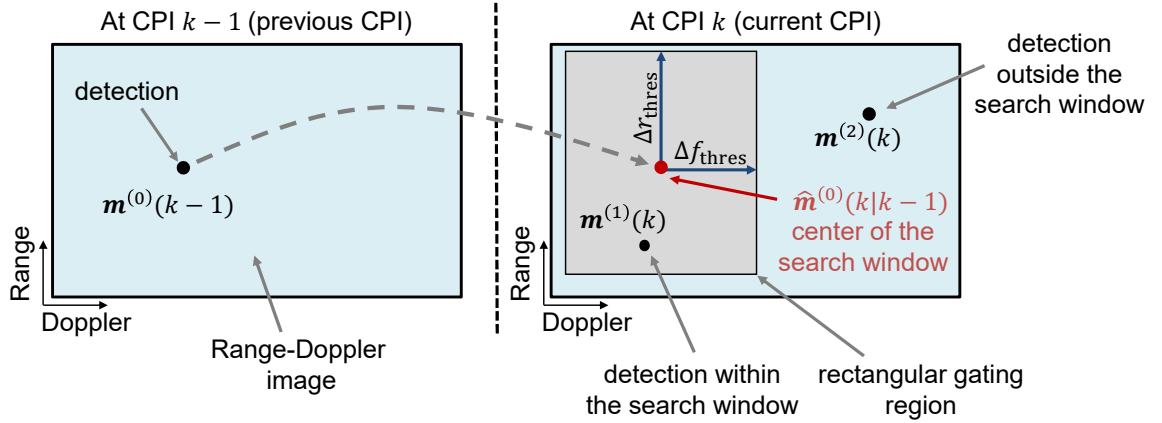 At CPI k − 1 (previous CPI)
detection
m⁽⁰⁾(k−1)
Range
Doppler
Range-Doppler
image
At CPI k (current CPI)
Δr_thres
Δf_thres
m⁽¹⁾(k)
m⁽²⁾(k)
m̂⁽⁰⁾(k|k−1)
center of the
search window
Range
Doppler
detection
outside the
search window
detection within
the search window
rectangular gating
region